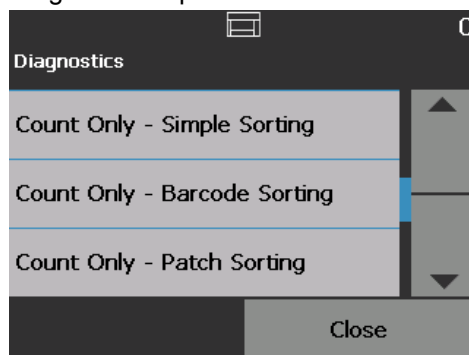 Diagnostics
Count Only - Simple Sorting
Count Only - Barcode Sorting
Count Only - Patch Sorting
Close